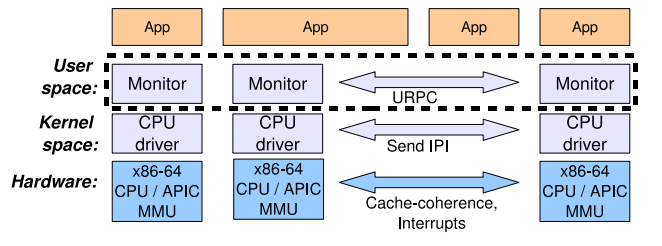 App App App App
User
space:
Monitor Monitor Monitor
URPC
Kernel
space:
CPU
driver
CPU
driver
CPU
driver
Send IPI
Hardware:
x86-64
CPU / APIC
MMU
x86-64
CPU / APIC
MMU
x86-64
CPU / APIC
MMU
Cache-coherence,
Interrupts